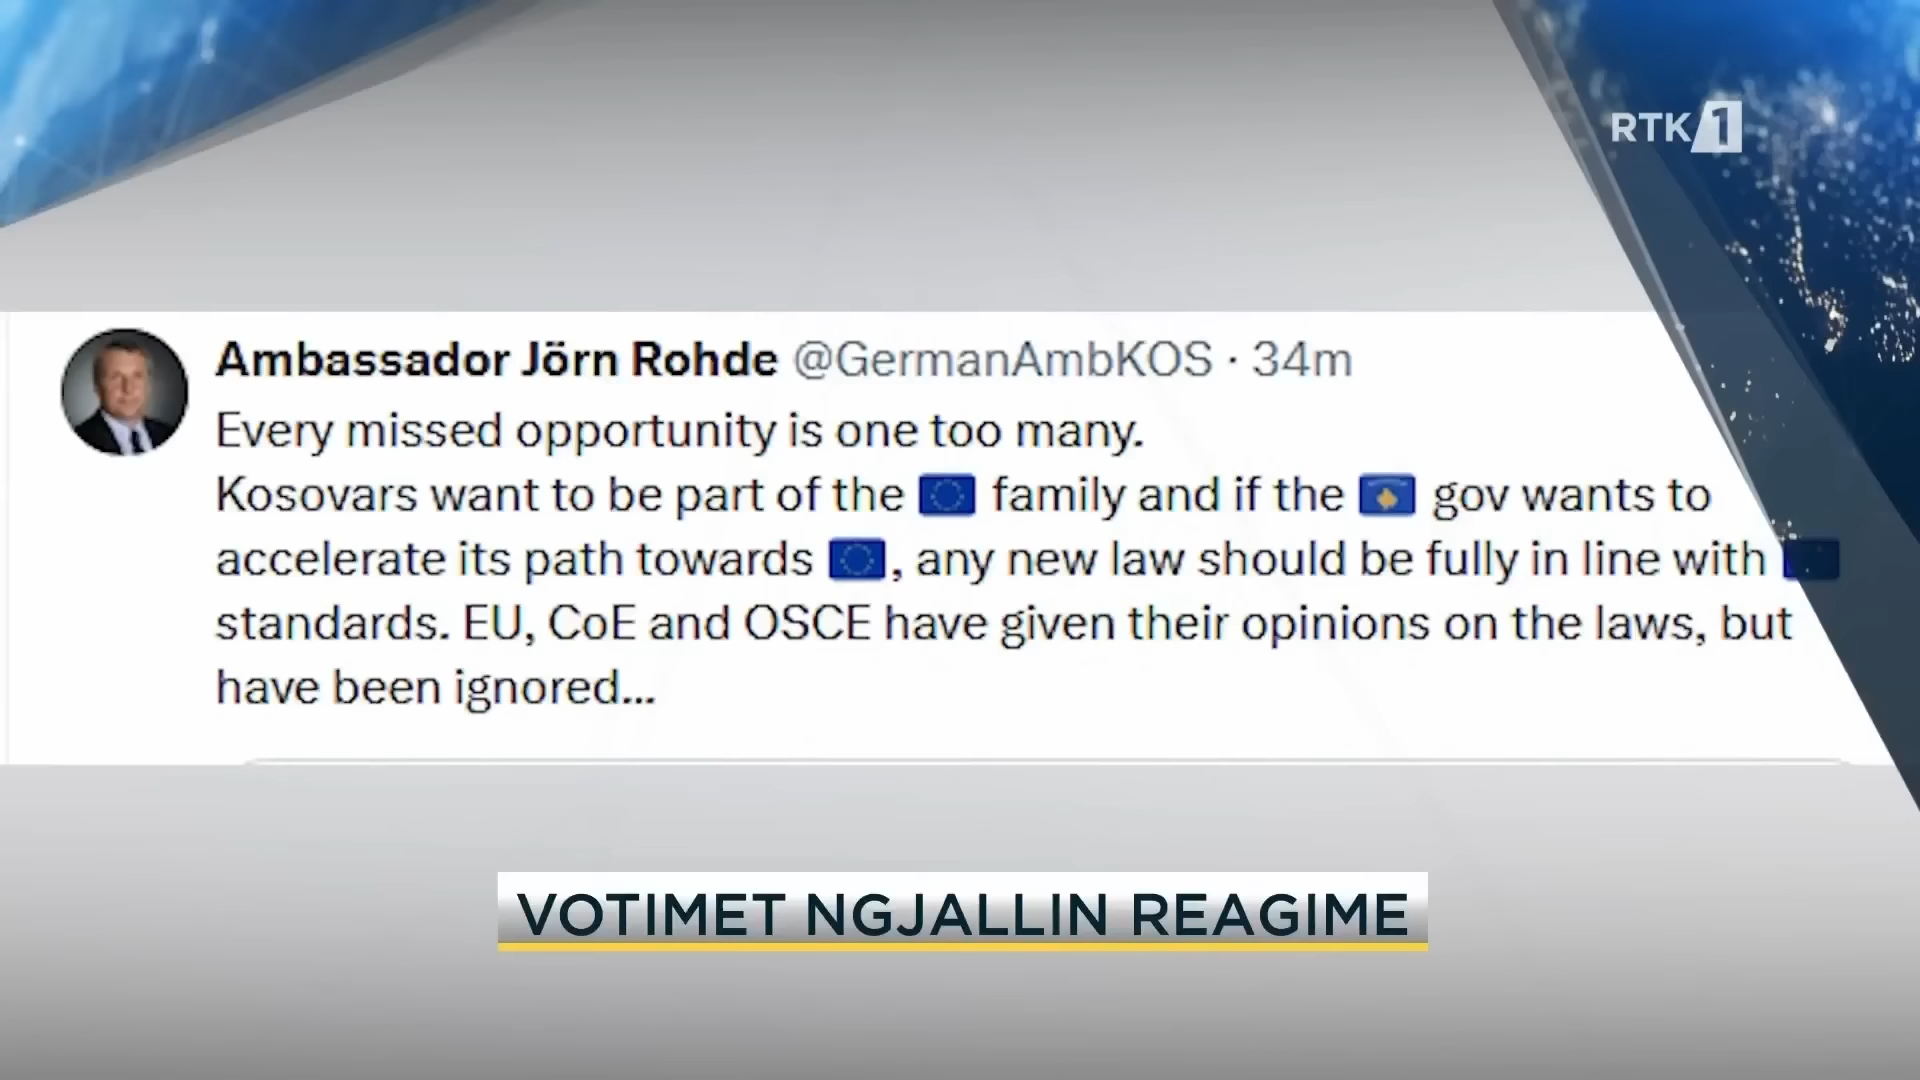 RTK 1
Ambassador Jörn Rohde @GermanAmbKOS · 34m
Every missed opportunity is one too many.
Kosovars want to be part of the 🇪🇺 family and if the 🇽🇰 gov wants to
accelerate its path towards 🇪🇺, any new law should be fully in line with 🇪🇺
standards. EU, CoE and OSCE have given their opinions on the laws, but
have been ignored...
VOTIMET NGJALLIN REAGIME